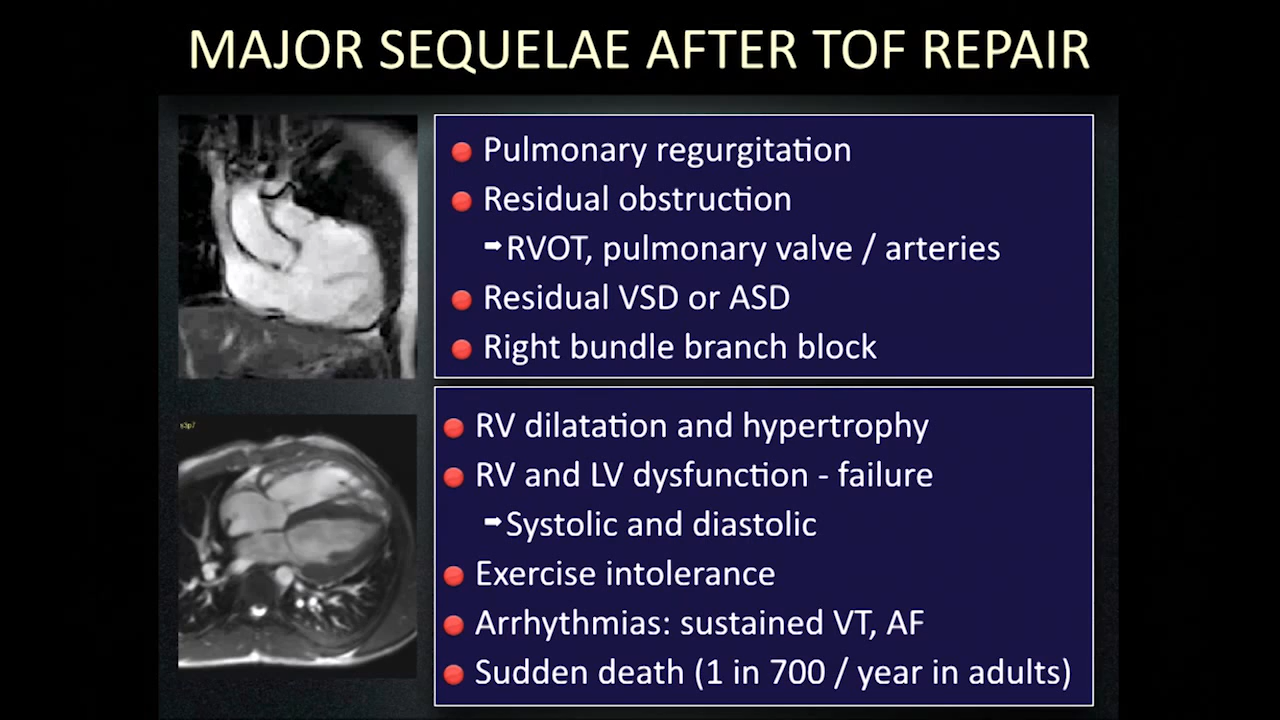 MAJOR SEQUELAE AFTER TOF REPAIR
● Pulmonary regurgitation
● Residual obstruction
➡RVOT, pulmonary valve / arteries
● Residual VSD or ASD
● Right bundle branch block
s3p7
● RV dilatation and hypertrophy
● RV and LV dysfunction - failure
➡Systolic and diastolic
● Exercise intolerance
● Arrhythmias: sustained VT, AF
● Sudden death (1 in 700 / year in adults)